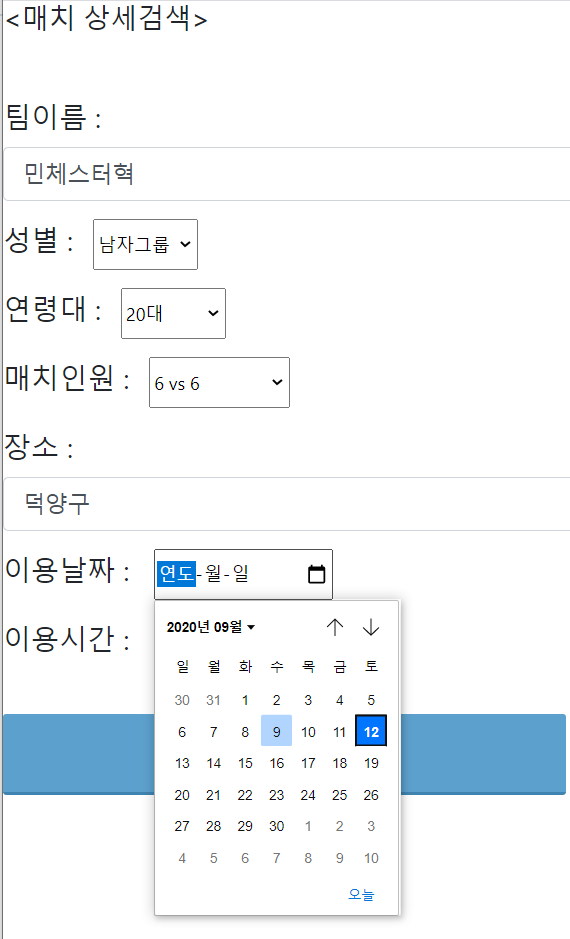 <매치 상세검색>
팀이름 :
민체스터혁
성별 : 남자그룹
연령대 : 20대
매치인원 : 6 vs 6
장소 :
덕양구
이용날짜 : 연도-월-일
이용시간 :
2020년 09월
일 월 화 수 목 금 토
30 31 1 2 3 4 5
6 7 8 9 10 11 12
13 14 15 16 17 18 19
20 21 22 23 24 25 26
27 28 29 30 1 2 3
4 5 6 7 8 9 10
오늘